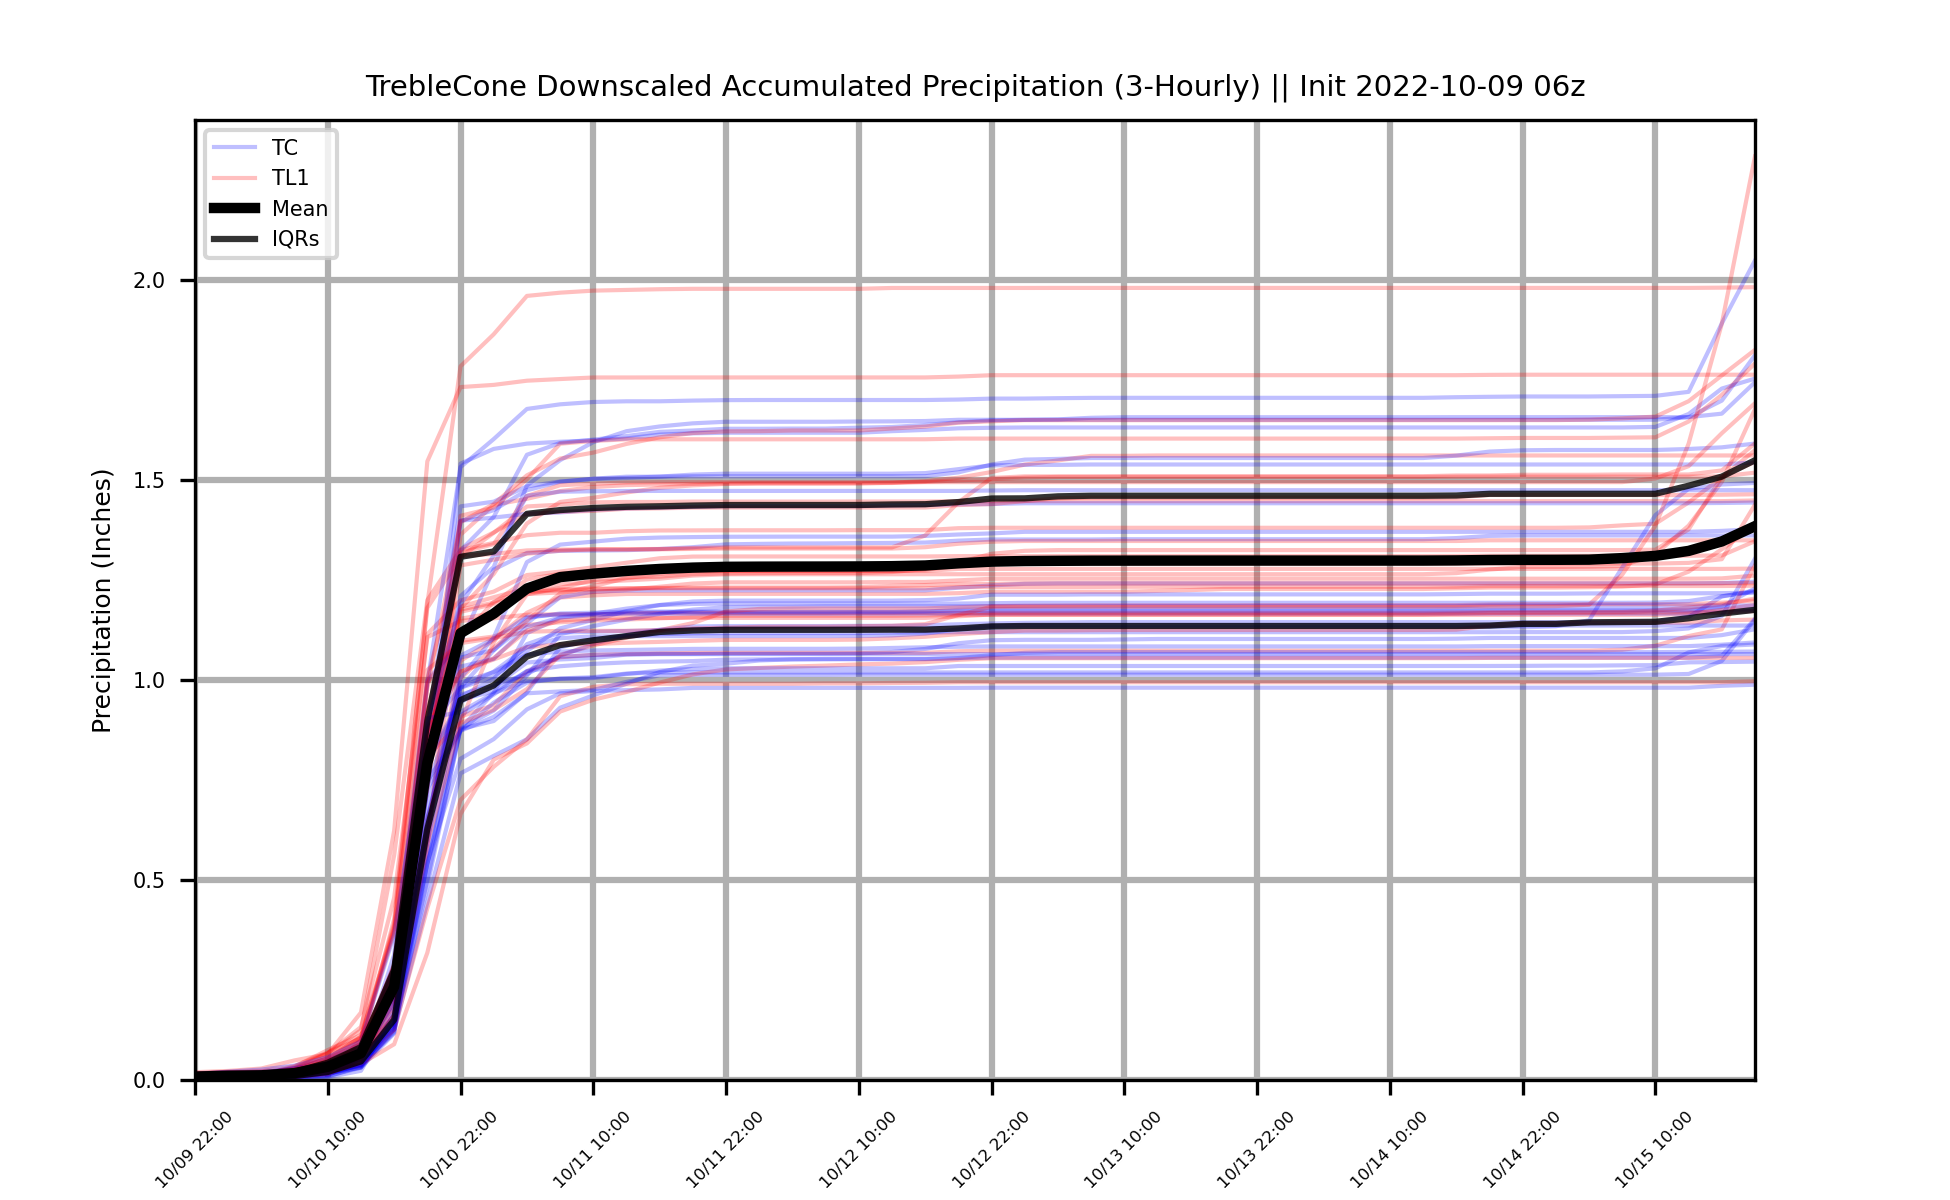 TrebleCone Downscaled Accumulated Precipitation (3-Hourly) || Init 2022-10-09 06z
TC
TL1
Mean
IQRs
Precipitation (Inches)
2.0
1.5
1.0
0.5
0.0
10/09 22:00
10/10 10:00
10/10 22:00
10/11 10:00
10/11 22:00
10/12 10:00
10/12 22:00
10/13 10:00
10/13 22:00
10/14 10:00
10/14 22:00
10/15 10:00